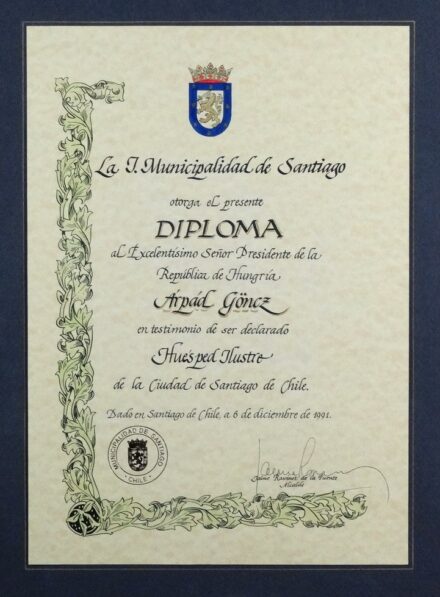 La I. Municipalidad de Santiago
otorga el presente
DIPLOMA
al Excelentísimo Señor Presidente de la
República de Hungría
Árpád Göncz
en testimonio de ser declarado
Huésped Ilustre
de la Ciudad de Santiago de Chile.
Dado en Santiago de Chile, a 6 de diciembre de 1991.
MUNICIPALIDAD DE SANTIAGO
CHILE
Jaime Ravinet de la Fuente
Alcalde